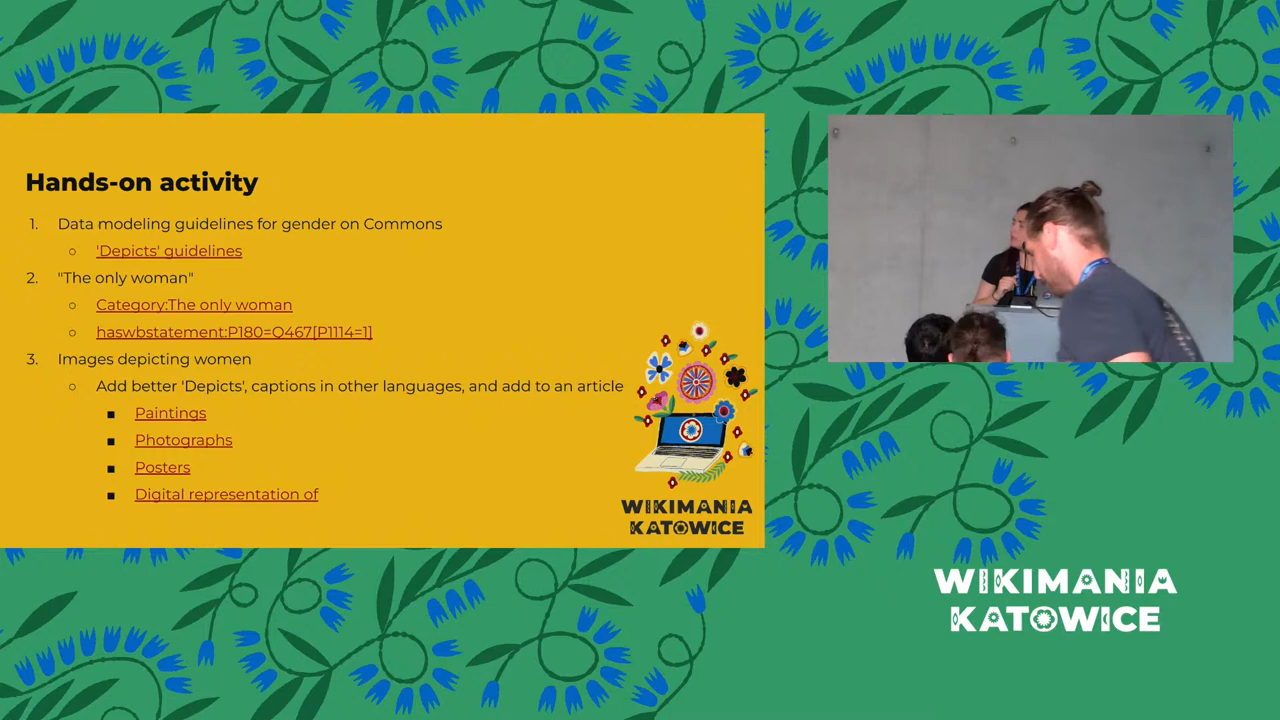 Hands-on activity
1. Data modeling guidelines for gender on Commons
○ 'Depicts' guidelines
2. "The only woman"
○ Category:The only woman
○ haswbstatement:P180=Q467[P1114=1]
3. Images depicting women
○ Add better 'Depicts', captions in other languages, and add to an article
■ Paintings
■ Photographs
■ Posters
■ Digital representation of
WIKIMANIA
KATOWICE
WIKIMANIA
KATOWICE